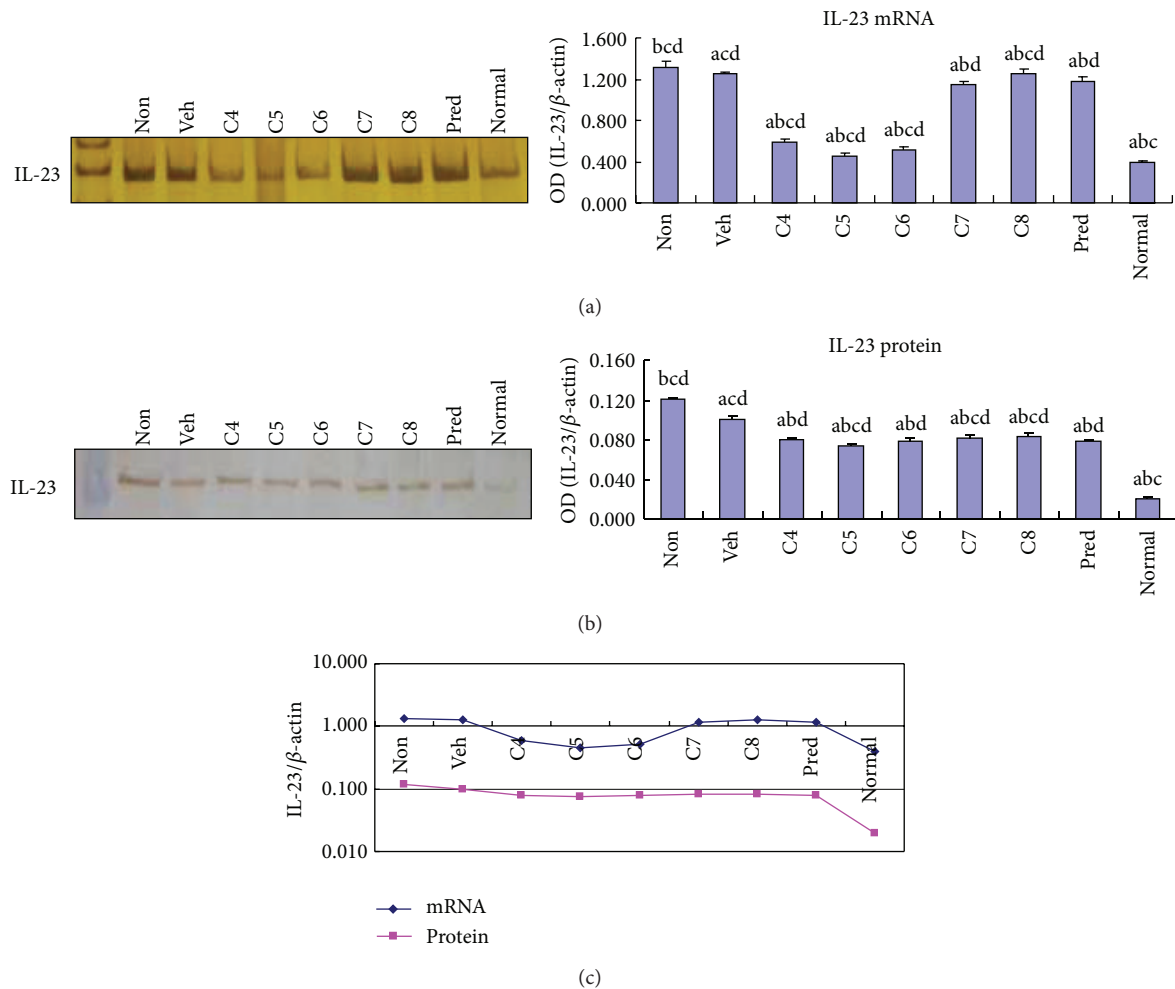 Non Veh C4 C5 C6 C7 C8 Pred Normal
IL-23
IL-23 mRNA
OD (IL-23/β-actin)
1.600
1.200
0.800
0.400
0.000
bcd acd abcd abcd abcd abd abcd abd abc
Non Veh C4 C5 C6 C7 C8 Pred Normal
(a)
Non Veh C4 C5 C6 C7 C8 Pred Normal
IL-23
IL-23 protein
OD (IL-23/β-actin)
0.160
0.120
0.080
0.040
0.000
bcd acd abd abcd abcd abcd abcd abd abc
Non Veh C4 C5 C6 C7 C8 Pred Normal
(b)
IL-23/β-actin
10.000
1.000
0.100
0.010
Non Veh C4 C5 C6 C7 C8 Pred Normal
mRNA
Protein
(c)